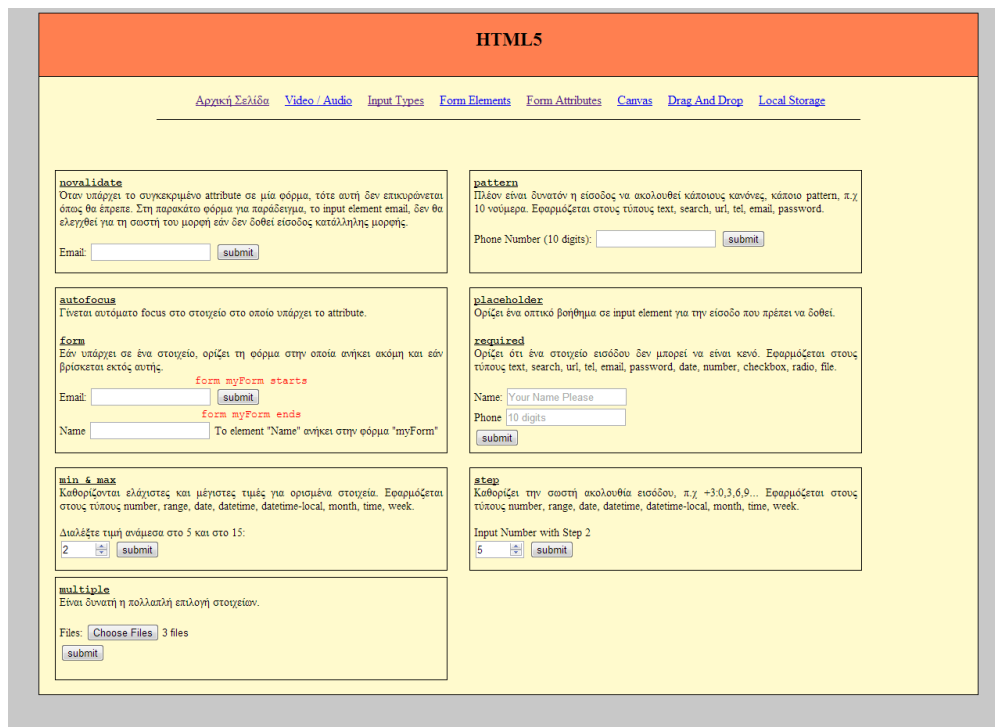 HTML5
Αρχική Σελίδα Video / Audio Input Types Form Elements Form Attributes Canvas Drag And Drop Local Storage
novalidate
Όταν υπάρχει το συγκεκριμένο attribute σε μία φόρμα, τότε αυτή δεν επικυρώνεται
όπως θα έπρεπε. Στη παρακάτω φόρμα για παράδειγμα, το input element email, δεν θα
ελεγχθεί για τη σωστή του μορφή εάν δεν δοθεί είσοδος κατάλληλης μορφής.
Email: submit
pattern
Πλέον είναι δυνατόν η είσοδος να ακολουθεί κάποιους κανόνες, κάποιο pattern, π.χ
10 νούμερα. Εφαρμόζεται στους τύπους text, search, url, tel, email, password.
Phone Number (10 digits): submit
autofocus
Γίνεται αυτόματο focus στο στοιχείο στο οποίο υπάρχει το attribute.
form
Εάν υπάρχει σε ένα στοιχείο, ορίζει τη φόρμα στην οποία ανήκει ακόμη και εάν
βρίσκεται εκτός αυτής.
form myForm starts
Email: submit
form myForm ends
Name Το element "Name" ανήκει στην φόρμα "myForm"
placeholder
Ορίζει ένα οπτικό βοήθημα σε input element για την είσοδο που πρέπει να δοθεί.
required
Ορίζει ότι ένα στοιχείο εισόδου δεν μπορεί να είναι κενό. Εφαρμόζεται στους
τύπους text, search, url, tel, email, password, date, number, checkbox, radio, file.
Name: Your Name Please
Phone 10 digits
submit
min & max
Καθορίζονται ελάχιστες και μέγιστες τιμές για ορισμένα στοιχεία. Εφαρμόζεται
στους τύπους number, range, date, datetime, datetime-local, month, time, week.
Διαλέξτε τιμή ανάμεσα στο 5 και στο 15:
2 submit
step
Καθορίζει την σωστή ακολουθία εισόδου, π.χ +3:0,3,6,9... Εφαρμόζεται στους
τύπους number, range, date, datetime, datetime-local, month, time, week.
Input Number with Step 2
5 submit
multiple
Είναι δυνατή η πολλαπλή επιλογή στοιχείων.
Files: Choose Files 3 files
submit